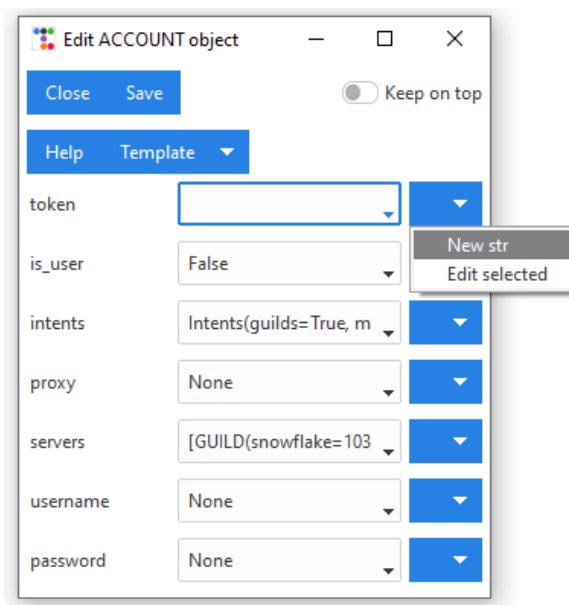 Edit ACCOUNT object
Close Save Keep on top
Help Template
token
New str
is_user False
Edit selected
intents Intents(guilds=True, m
proxy None
servers [GUILD(snowflake=103
username None
password None